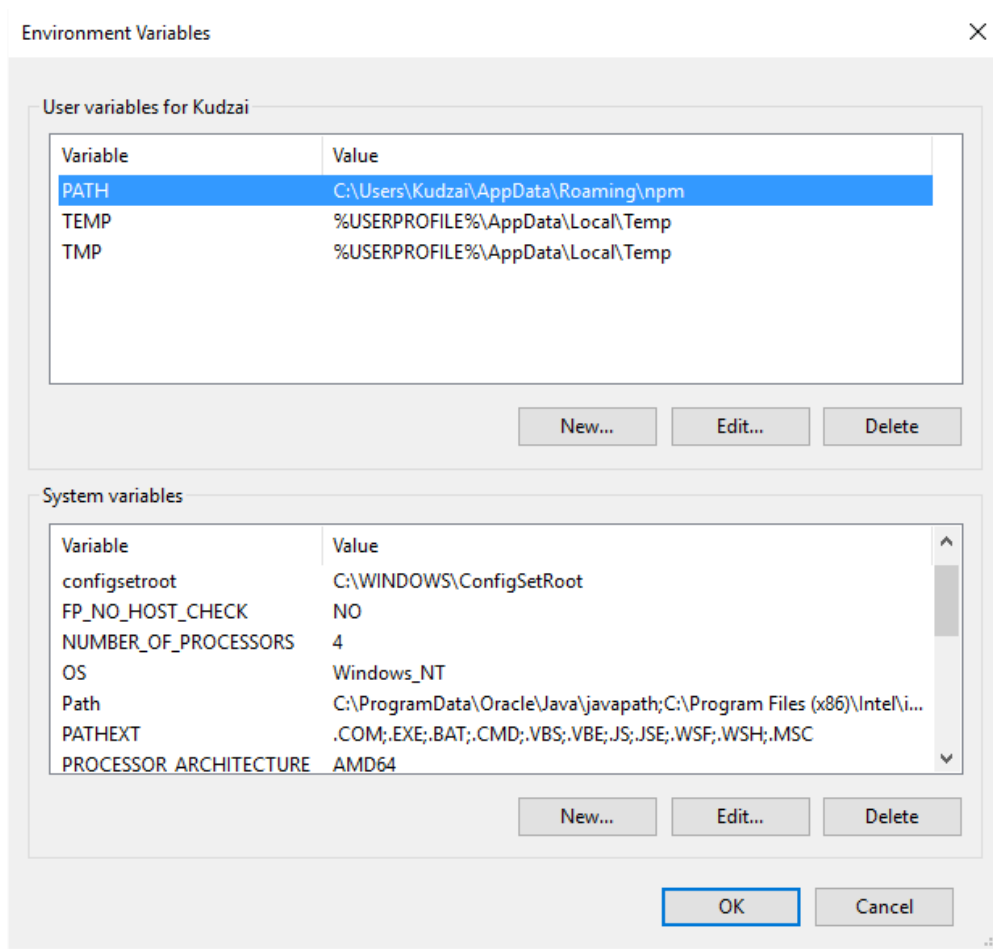 Environment Variables
User variables for Kudzai
Variable Value
PATH C:\Users\Kudzai\AppData\Roaming\npm
TEMP %USERPROFILE%\AppData\Local\Temp
TMP %USERPROFILE%\AppData\Local\Temp
New... Edit... Delete
System variables
Variable Value
configsetroot C:\WINDOWS\ConfigSetRoot
FP_NO_HOST_CHECK NO
NUMBER_OF_PROCESSORS 4
OS Windows_NT
Path C:\ProgramData\Oracle\Java\javapath;C:\Program Files (x86)\Intel\i...
PATHEXT .COM;.EXE;.BAT;.CMD;.VBS;.VBE;.JS;.JSE;.WSF;.WSH;.MSC
PROCESSOR_ARCHITECTURE AMD64
New... Edit... Delete
OK Cancel